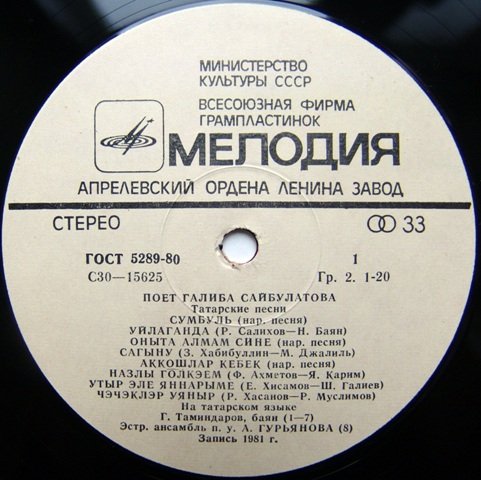 МИНИСТЕРСТВО
КУЛЬТУРЫ СССР
ВСЕСОЮЗНАЯ ФИРМА
ГРАМПЛАСТИНОК
МЕЛОДИЯ
АПРЕЛЕВСКИЙ ОРДЕНА ЛЕНИНА ЗАВОД
СТЕРЕО 33
ГОСТ 5289-80 1
С30—15625 Гр. 2. 1-20
ПОЕТ ГАЛИБА САЙБУЛАТОВА
Татарские песни
СУМБУЛЬ (нар. песня)
УЙЛАГАНДА (Р. Салихов—Н. Баян)
ОНЫТА АЛМАМ СИНЕ (нар. песня)
САГЫНУ (З. Хабибуллин—М. Джалиль)
АККОШЛАР КЕБЕК (нар. песня)
НАЗЛЫ ГОЛКЭЕМ (Ф. Ахметов—Я. Карим)
УТЫР ЭЛЕ ЯННАРЫМЕ (Е. Хисамов—Ш. Галиев)
ЧЭЧЭКЛЭР УЯНЫР (Р. Хасанов—Р. Муслимов)
На татарском языке
Г. Таминдаров, баян (1—7)
Эстр. ансамбль п. у. А. ГУРЬЯНОВА (8)
Запись 1981 г.